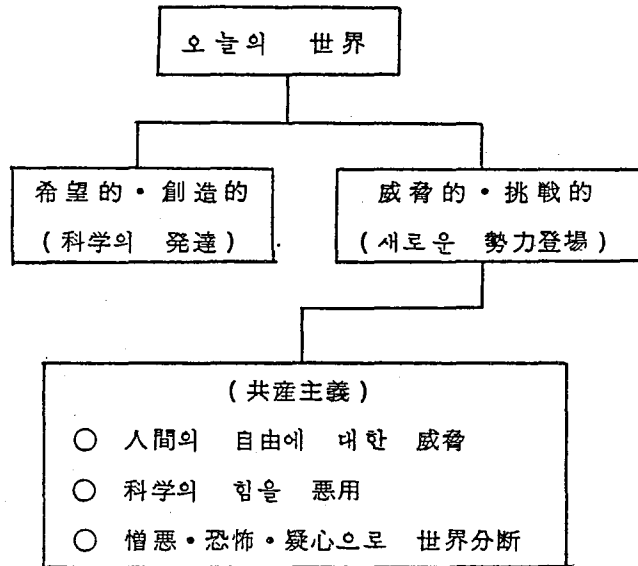 오늘의 世界
希望的·創造的
(科学의 発達)
威脅的·挑戦的
(새로운 勢力登場)
(共産主義)
○ 人間의 自由에 대한 威脅
○ 科学의 힘을 悪用
○ 憎悪·恐怖·疑心으로 世界分断